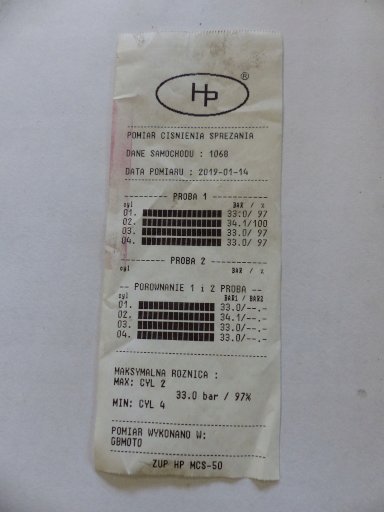 HP ®
POMIAR CISNIENIA SPREZANIA
DANE SAMOCHODU : 1068
DATA POMIARU : 2019-01-14
-- PROBA 1 --
cyl BAR / %
01. 33.0/ 97
02. 34.1/100
03. 33.0/ 97
04. 33.0/ 97
-- PROBA 2 --
cyl BAR / %
-- POROWNANIE 1 i 2 PROBA --
cyl BAR1 / BAR2
01. 33.0/--.-
02. 34.1/--.-
03. 33.0/--.-
04. 33.0/--.-
MAKSYMALNA ROZNICA :
MAX: CYL 2
33.0 bar / 97%
MIN: CYL 4
POMIAR WYKONANO W:
GBMOTO
ZUP HP MCS-50